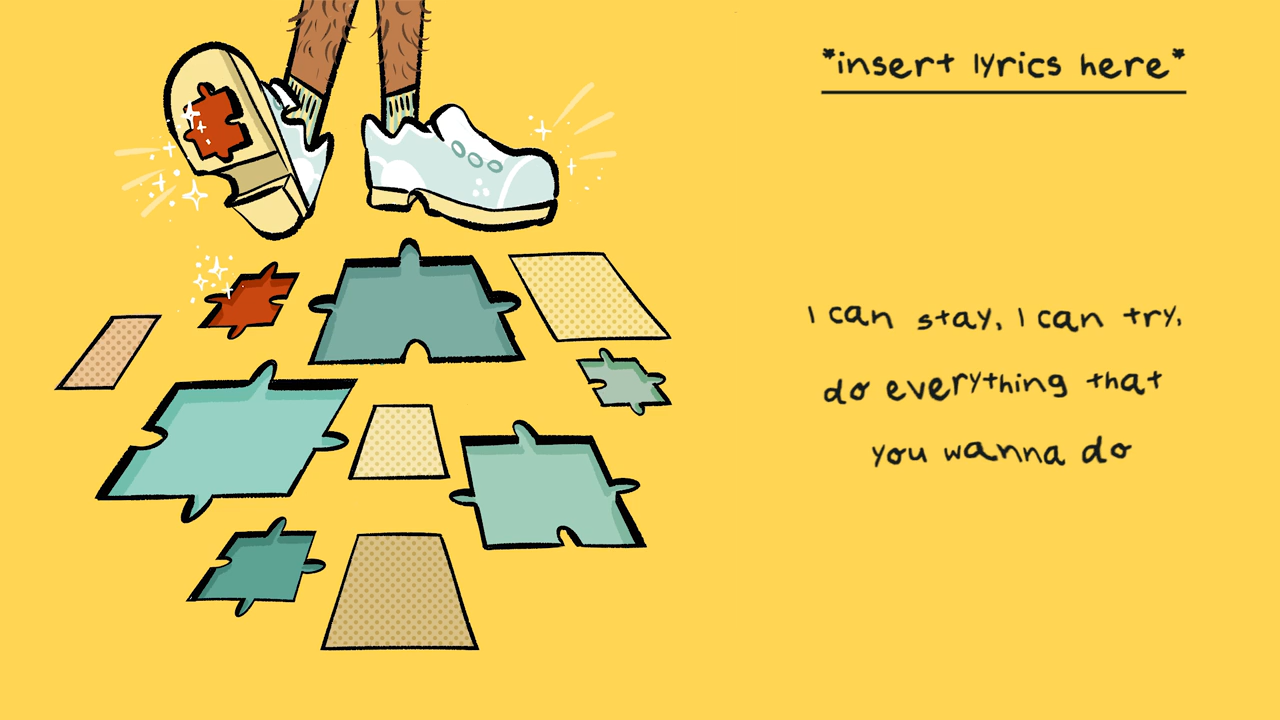 *insert lyrics here*
I can stay, I can try,
do everything that
you wanna do